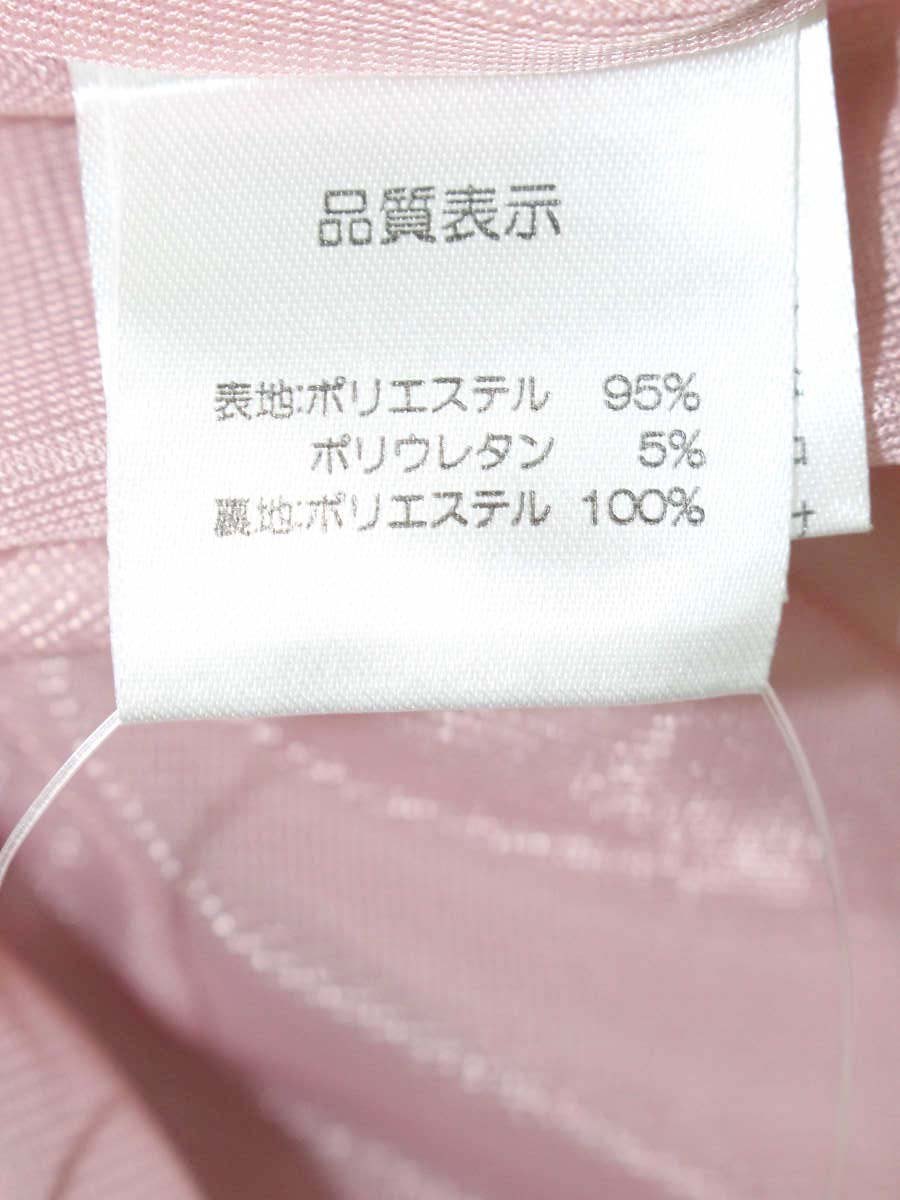 品質表示
表地:ポリエステル 95%
ポリウレタン 5%
裏地:ポリエステル 100%